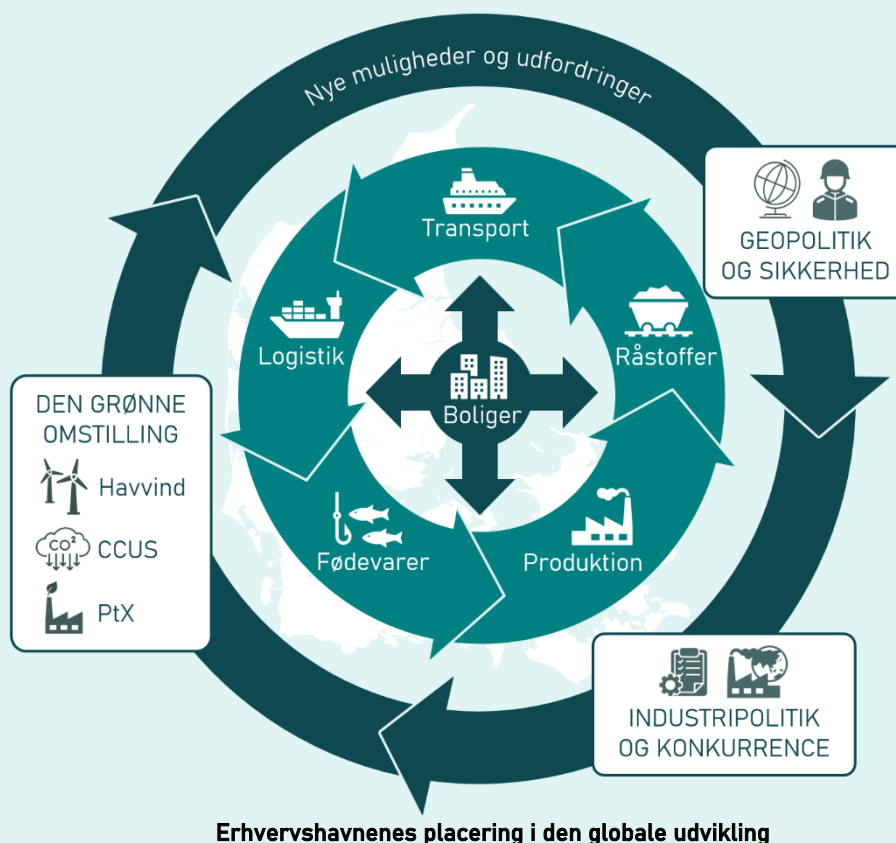 Nye muligheder og udfordringer
GEOPOLITIK
OG SIKKERHED
Transport
Logistik
Råstoffer
Boliger
DEN GRØNNE
OMSTILLING
Havvind
CO²
CCUS
PtX
Fødevarer
Produktion
INDUSTRIPOLITIK
OG KONKURRENCE
Erhvervshavnenes placering i den globale udvikling